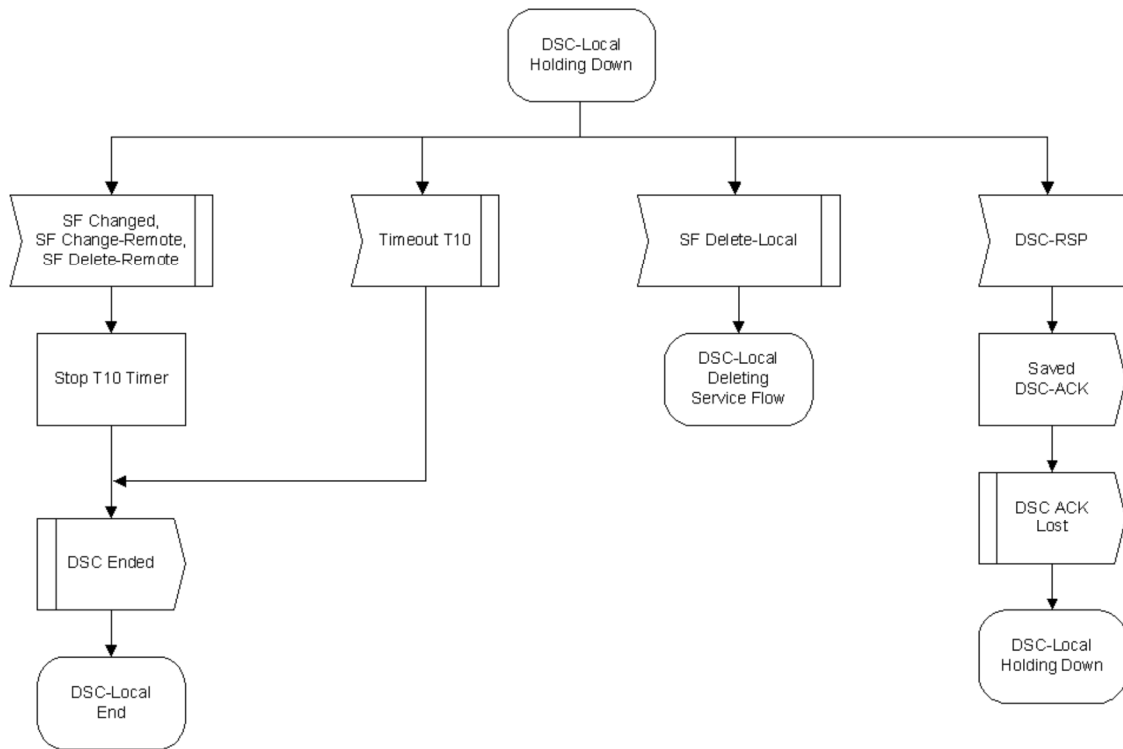 DSC-Local
Holding Down
SF Changed,
SF Change-Remote,
SF Delete-Remote
Timeout T10
SF Delete-Local
DSC-RSP
Stop T10 Timer
DSC-Local
Deleting
Service Flow
Saved
DSC-ACK
DSC Ended
DSC ACK
Lost
DSC-Local
End
DSC-Local
Holding Down